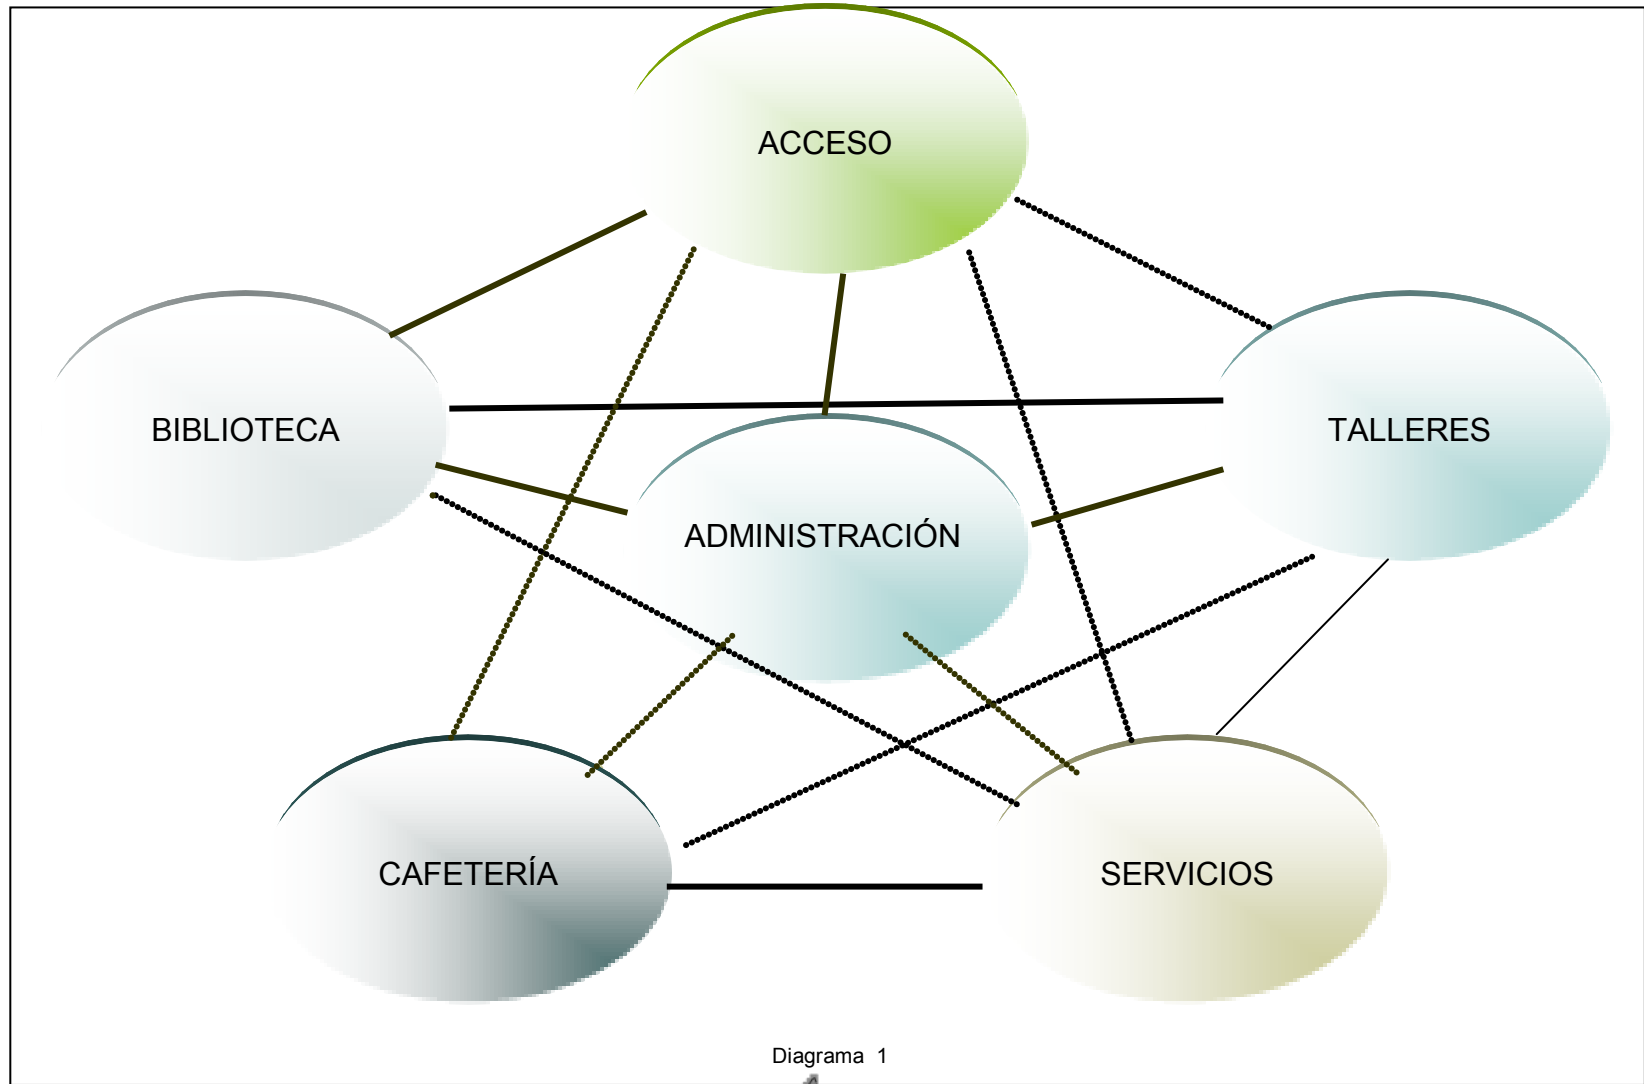 ACCESO
BIBLIOTECA
TALLERES
ADMINISTRACIÓN
CAFETERÍA
SERVICIOS
Diagrama 1